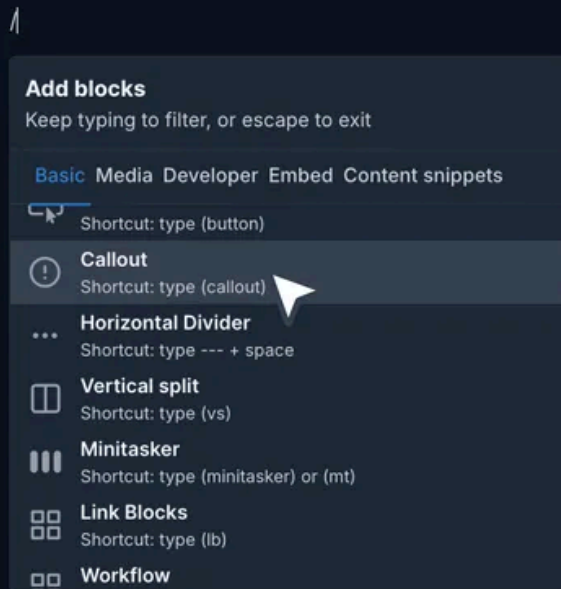 /
Add blocks
Keep typing to filter, or escape to exit
Basic Media Developer Embed Content snippets
Shortcut: type (button)
Callout
Shortcut: type (callout)
Horizontal Divider
Shortcut: type --- + space
Vertical split
Shortcut: type (vs)
Minitasker
Shortcut: type (minitasker) or (mt)
Link Blocks
Shortcut: type (lb)
Workflow